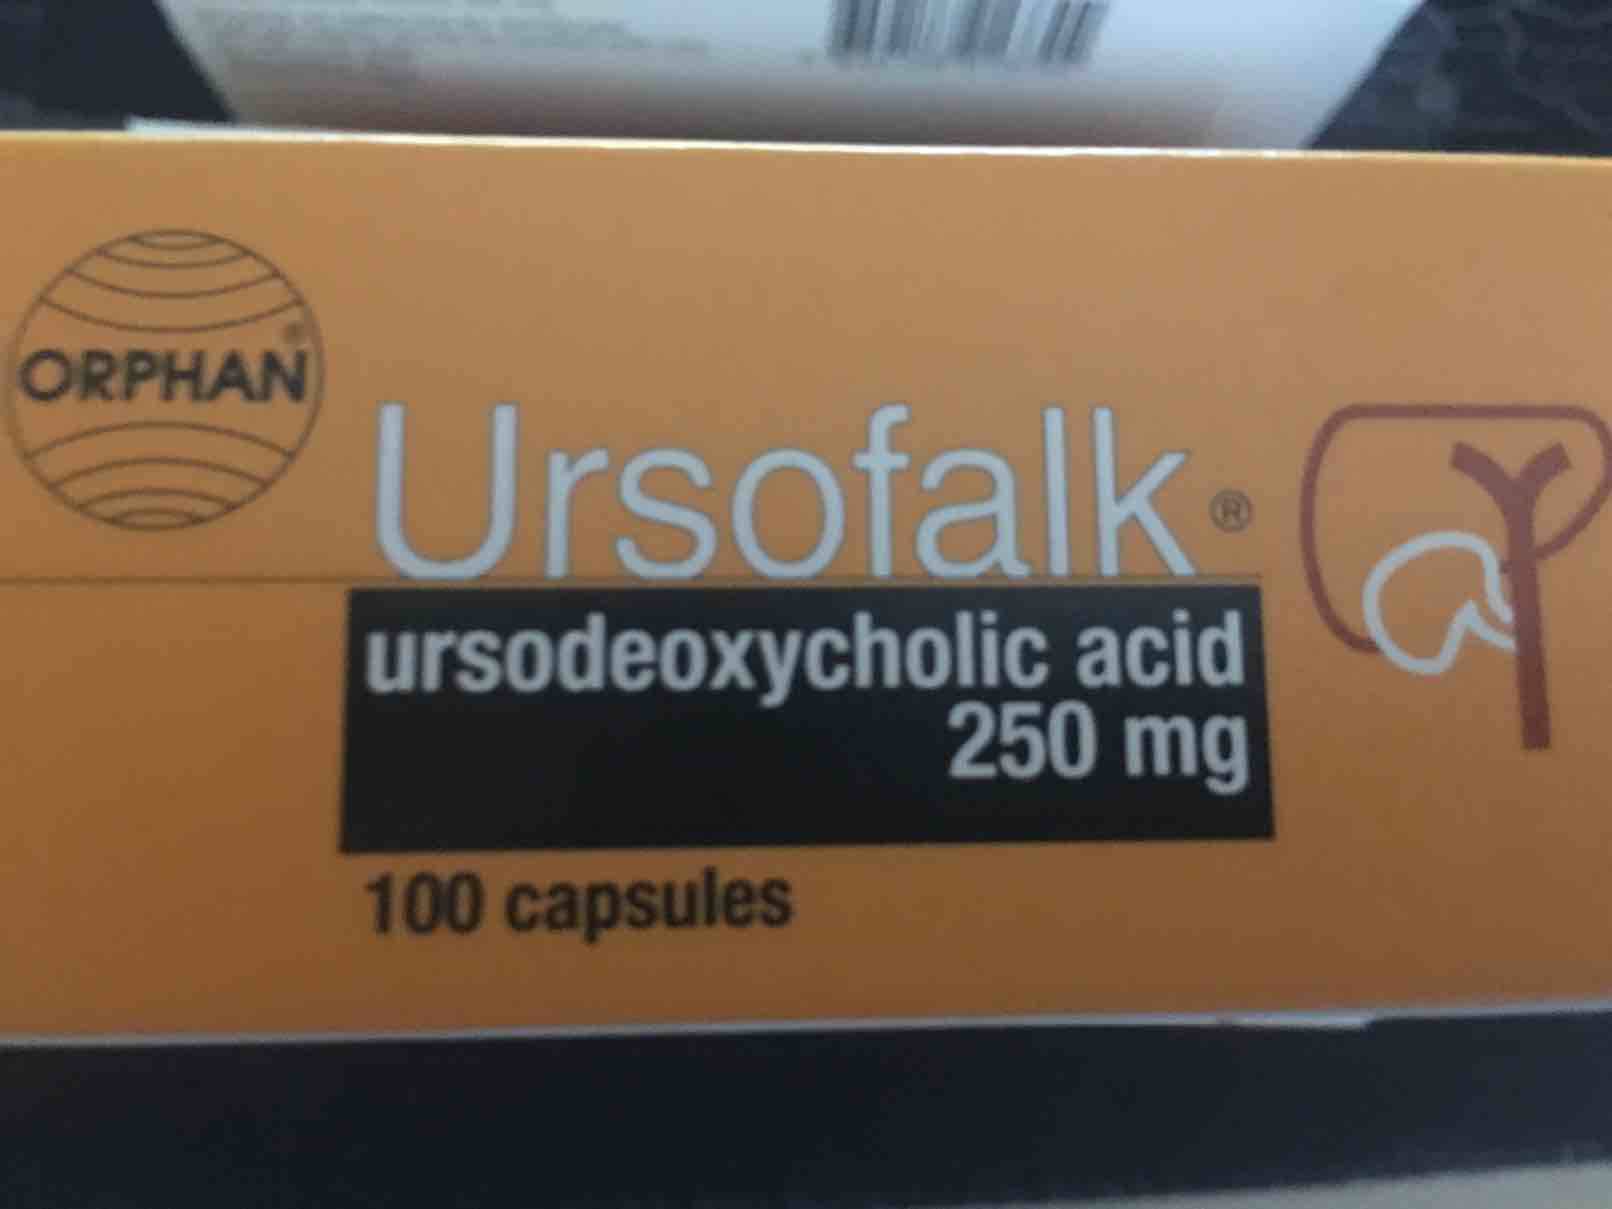 ORPHAN®
Ursofalk®
ursodeoxycholic acid
250 mg
100 capsules